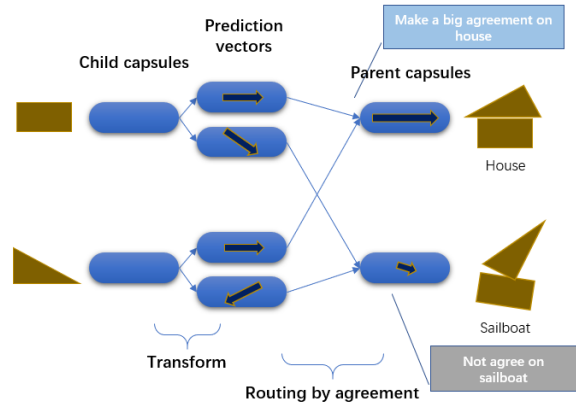 Make a big agreement on
house
Prediction
vectors
Child capsules
Parent capsules
House
Sailboat
Transform
Not agree on
sailboat
Routing by agreement